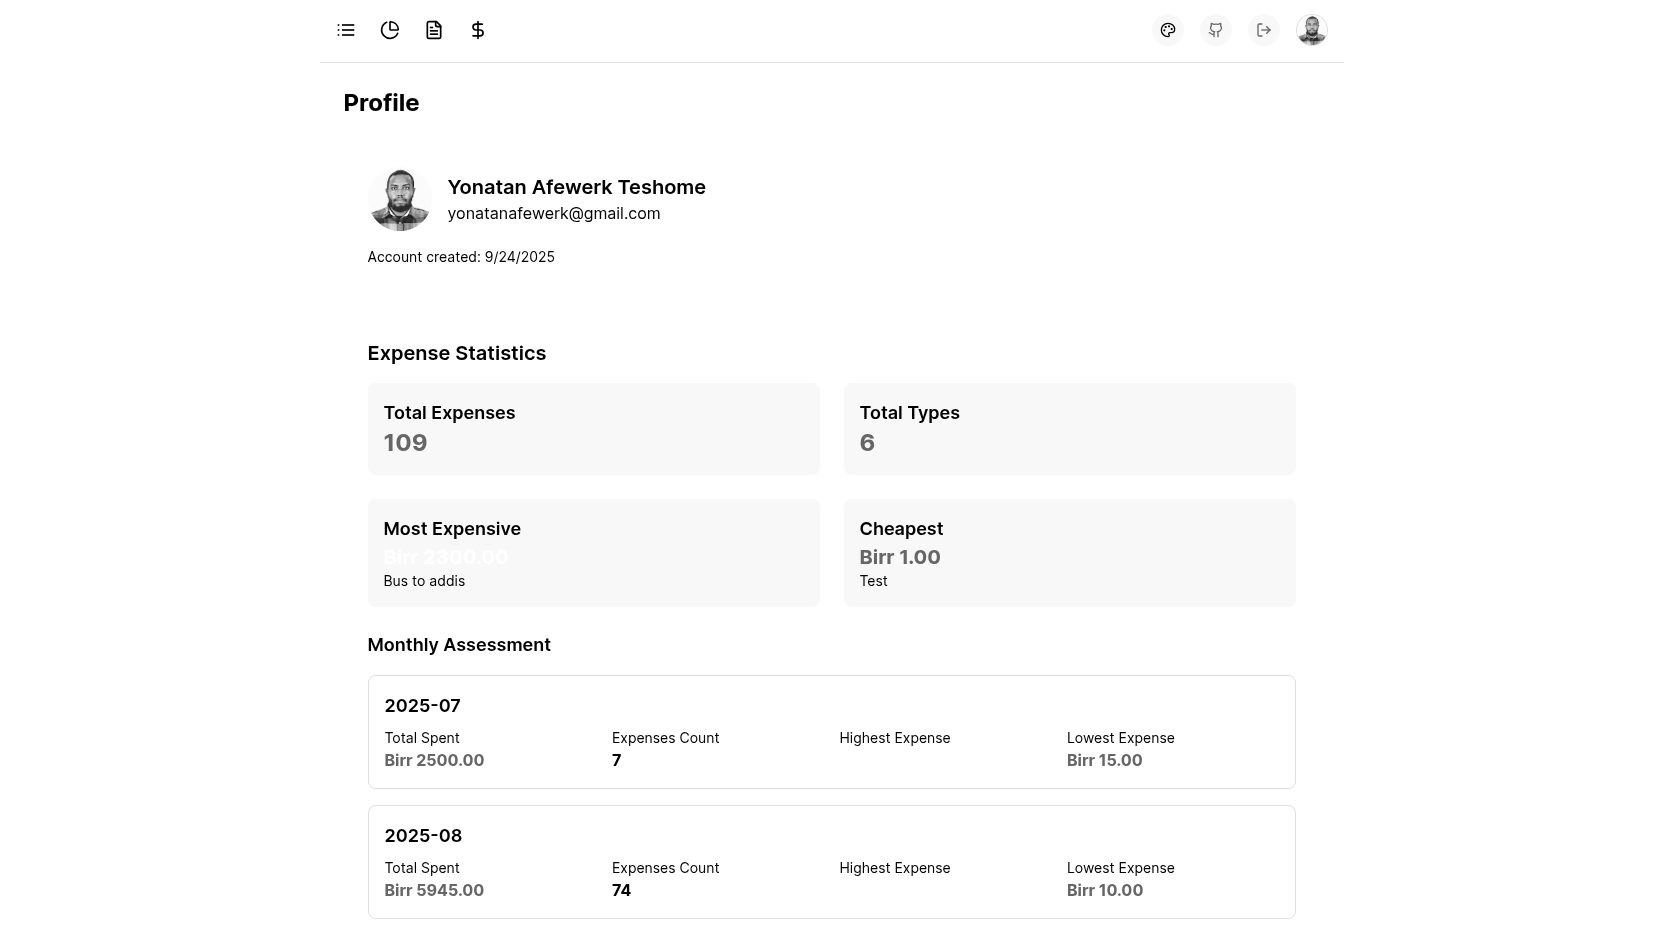 Profile
Yonatan Afewerk Teshome
yonatanafewerk@gmail.com
Account created: 9/24/2025
Expense Statistics
Total Expenses
109
Total Types
6
Most Expensive
Birr 2300.00
Bus to addis
Cheapest
Birr 1.00
Test
Monthly Assessment
2025-07
Total Spent
Birr 2500.00
Expenses Count
7
Highest Expense
Lowest Expense
Birr 15.00
2025-08
Total Spent
Birr 5945.00
Expenses Count
74
Highest Expense
Lowest Expense
Birr 10.00